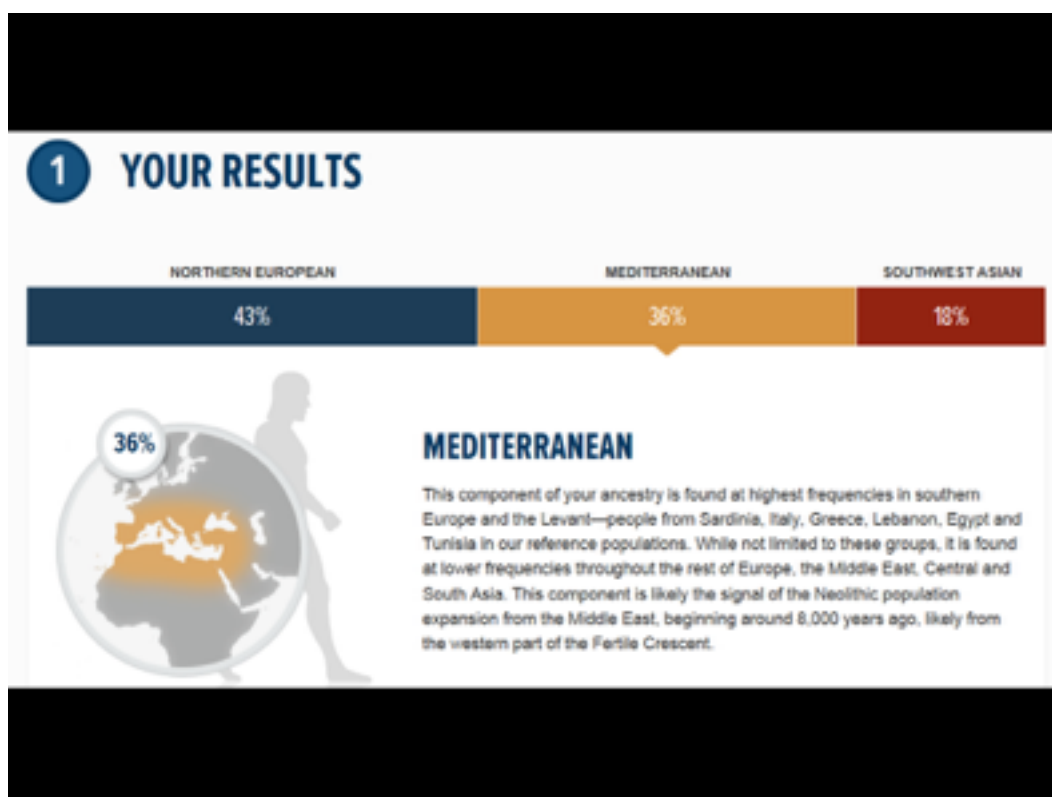 1 YOUR RESULTS
NORTHERN EUROPEAN MEDITERRANEAN SOUTHWEST ASIAN
43% 36% 18%
36%
MEDITERRANEAN
This component of your ancestry is found at highest frequencies in southern
Europe and the Levant—people from Sardinia, Italy, Greece, Lebanon, Egypt and
Tunisia in our reference populations. While not limited to these groups, it is found
at lower frequencies throughout the rest of Europe, the Middle East, Central and
South Asia. This component is likely the signal of the Neolithic population
expansion from the Middle East, beginning around 8,000 years ago, likely from
the western part of the Fertile Crescent.